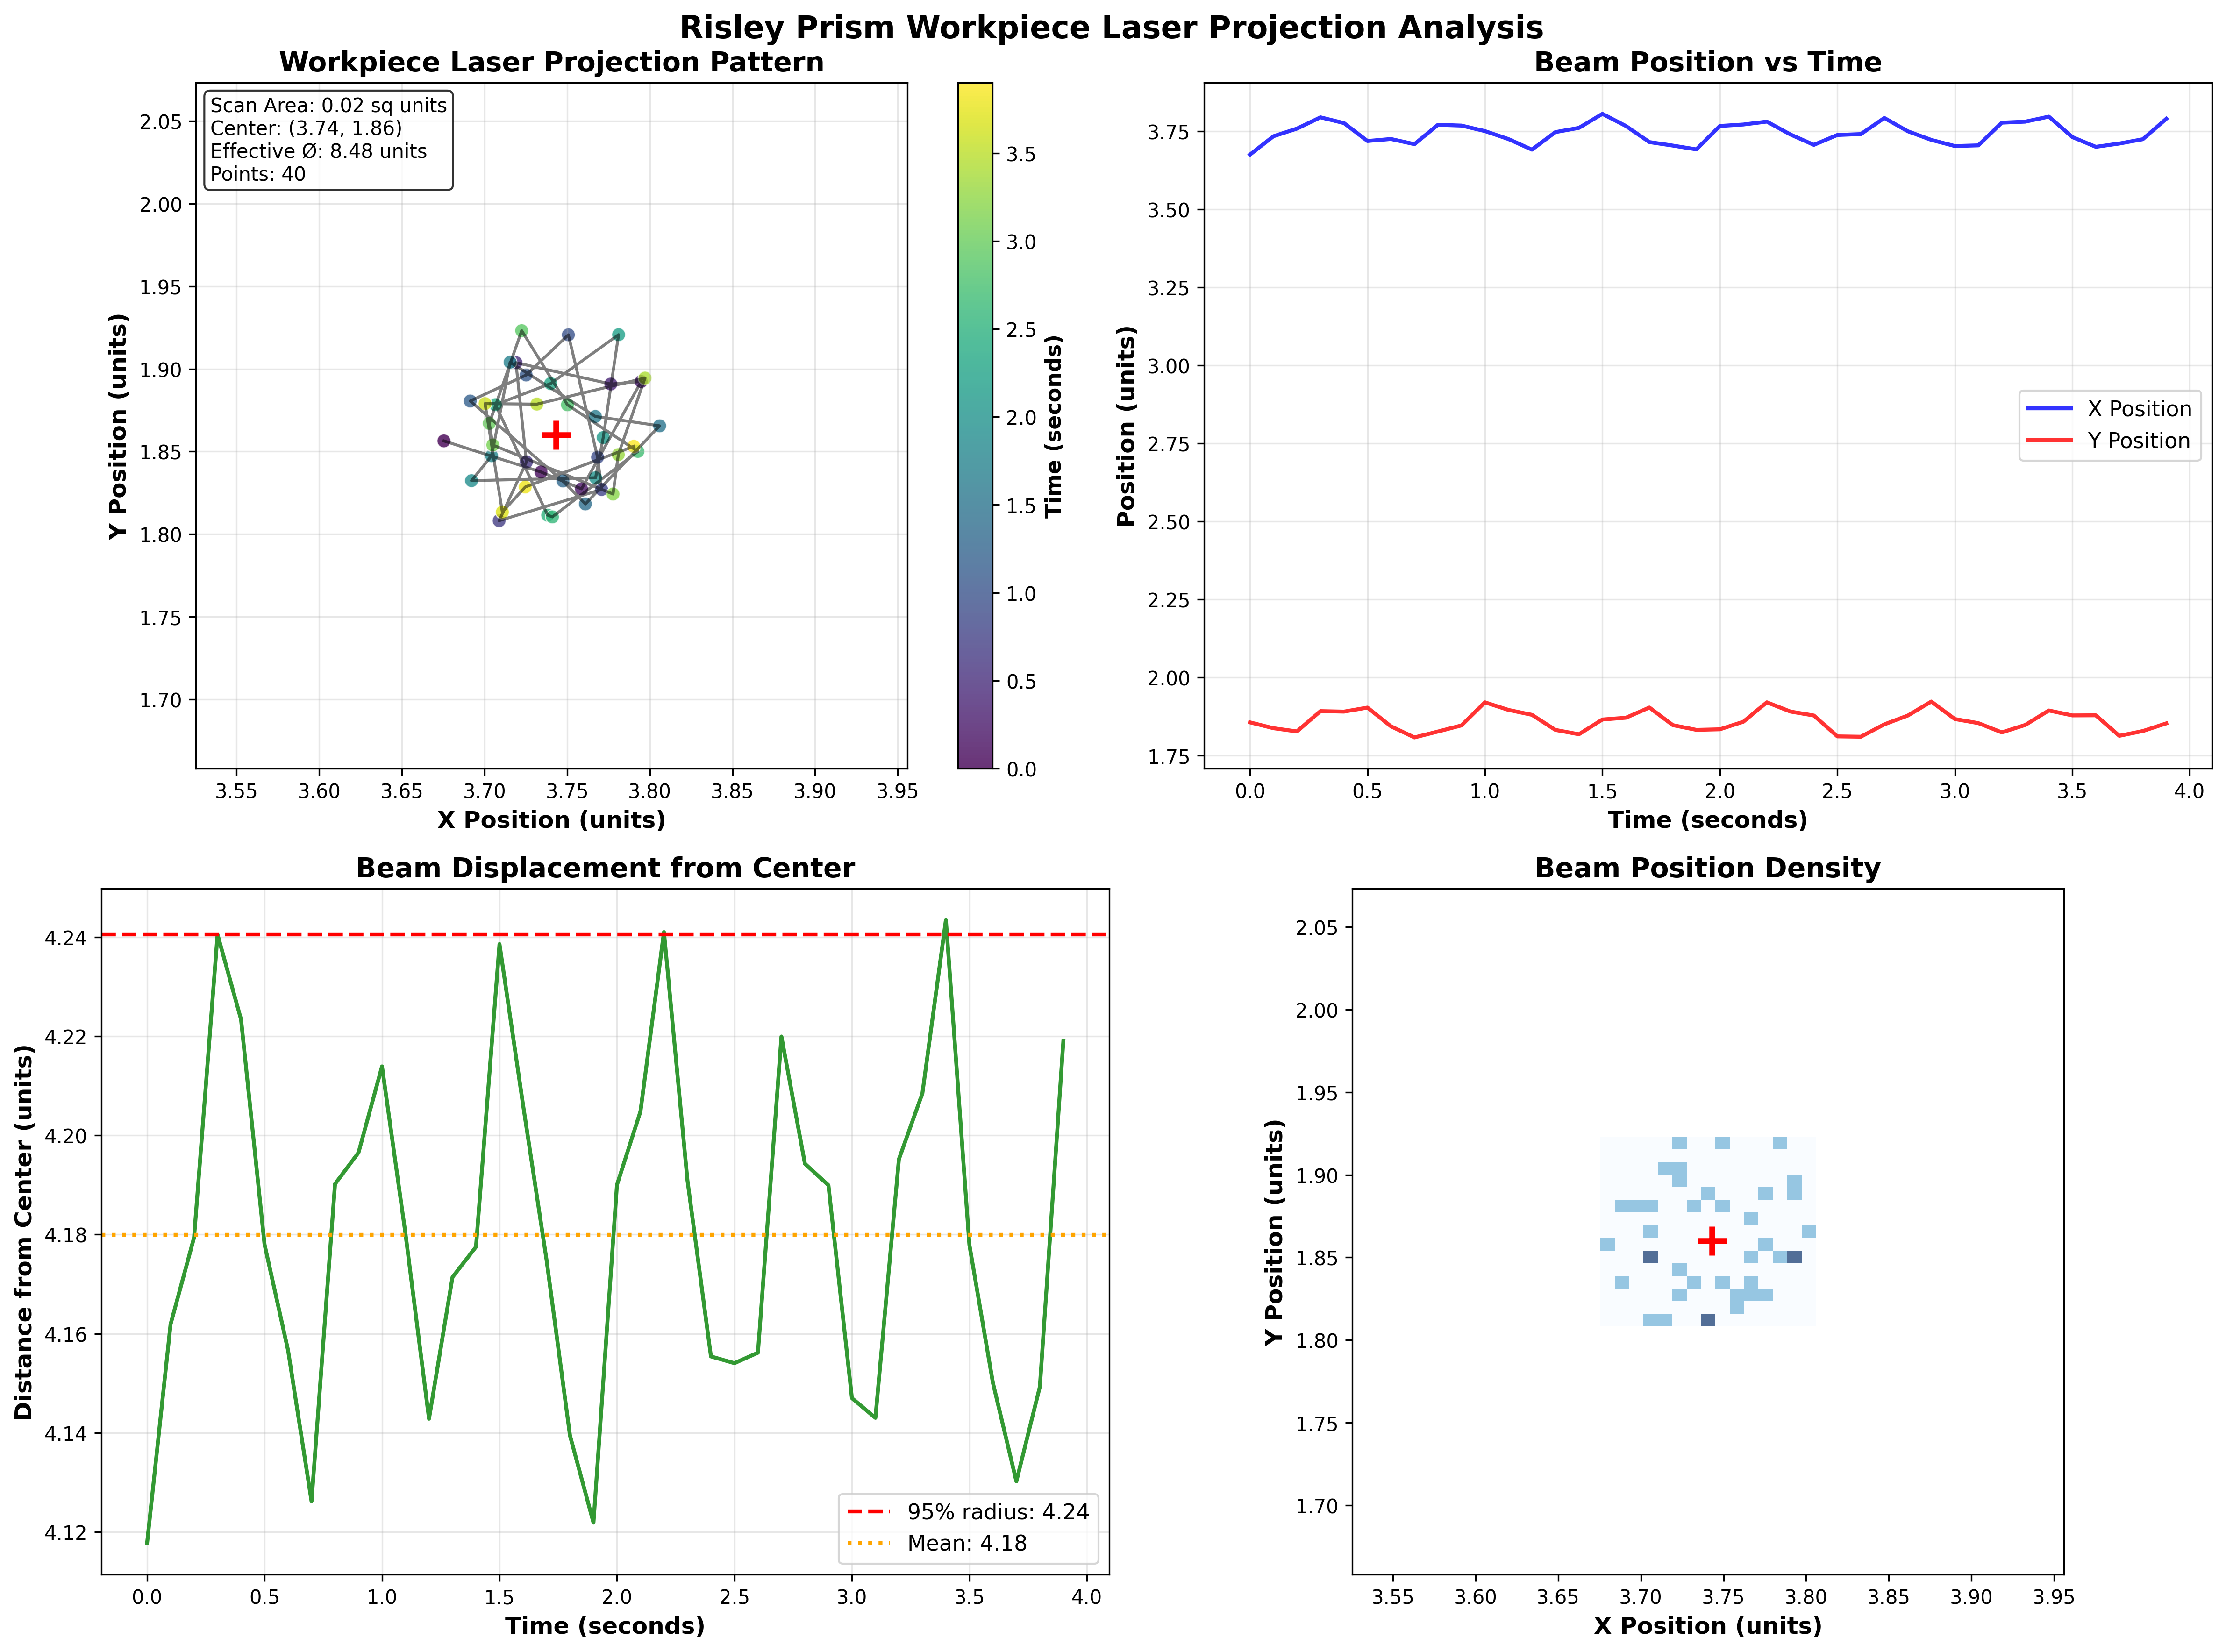 Risley Prism Workpiece Laser Projection Analysis
Workpiece Laser Projection Pattern
Scan Area: 0.02 sq units
Center: (3.74, 1.86)
Effective Ø: 8.48 units
Points: 40
2.05
2.00
1.95
1.90
1.85
1.80
1.75
1.70
Y Position (units)
3.55 3.60 3.65 3.70 3.75 3.80 3.85 3.90 3.95
X Position (units)
3.5
3.0
2.5
2.0
1.5
1.0
0.5
0.0
Time (seconds)
Beam Position vs Time
3.75
3.50
3.25
3.00
2.75
2.50
2.25
2.00
1.75
Position (units)
X Position
Y Position
0.0 0.5 1.0 1.5 2.0 2.5 3.0 3.5 4.0
Time (seconds)
Beam Displacement from Center
4.24
4.22
4.20
4.18
4.16
4.14
4.12
Distance from Center (units)
95% radius: 4.24
Mean: 4.18
0.0 0.5 1.0 1.5 2.0 2.5 3.0 3.5 4.0
Time (seconds)
Beam Position Density
2.05
2.00
1.95
1.90
1.85
1.80
1.75
1.70
Y Position (units)
3.55 3.60 3.65 3.70 3.75 3.80 3.85 3.90 3.95
X Position (units)